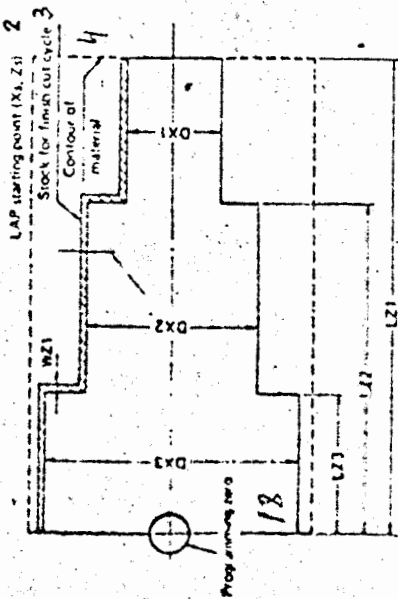 LAP starting point (Xs, Zs) 2
Stock for finish cut cycle 3
Contour of
material
4
WZ1
DX1
DX2
DX3
18
Programming zero
LZ3
LZ2
LZ1